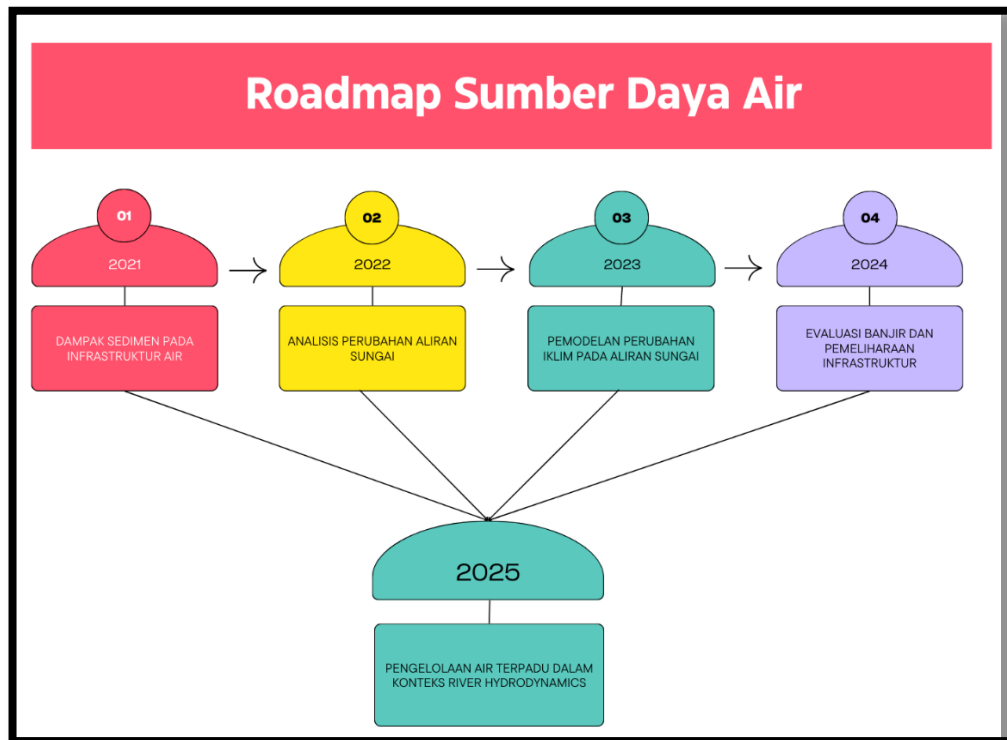 Roadmap Sumber Daya Air
01
2021
DAMPAK SEDIMEN PADA
INFRASTRUKTUR AIR
02
2022
ANALISIS PERUBAHAN ALIRAN
SUNGAI
03
2023
PEMODELAN PERUBAHAN
IKLIM PADA ALIRAN SUNGAI
04
2024
EVALUASI BANJIR DAN
PEMELIHARAAN
INFRASTRUKTUR
2025
PENGELOLAAN AIR TERPADU DALAM
KONTEKS RIVER HYDRODYNAMICS